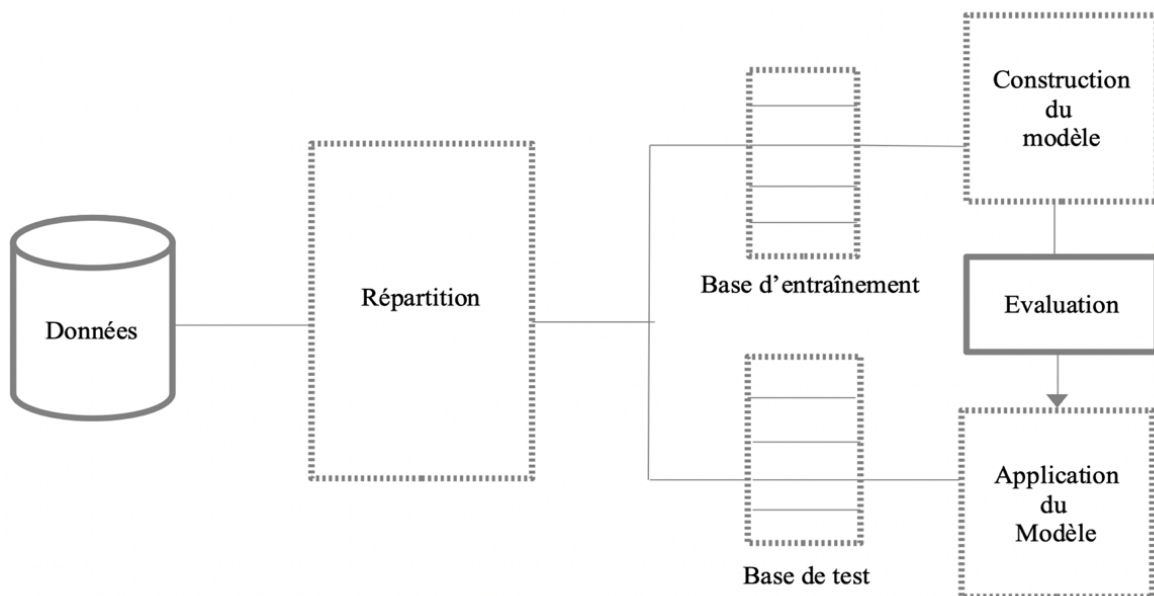 Données
Répartition
Base d’entraînement
Base de test
Construction
du
modèle
Evaluation
Application
du
Modèle